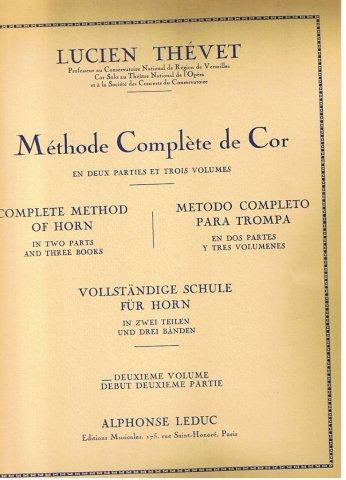 LUCIEN THÉVET
Professeur au Conservatoire National de Région de Versailles
Cor Solo au Théâtre National de l'Opéra
et à la Société des Concerts du Conservatoire
Méthode Complète de Cor
EN DEUX PARTIES ET TROIS VOLUMES
COMPLETE METHOD
OF HORN
IN TWO PARTS
AND THREE BOOKS
METODO COMPLETO
PARA TROMPA
EN DOS PARTES
Y TRES VOLUMENES
VOLLSTÄNDIGE SCHULE
FÜR HORN
IN ZWEI TEILEN
UND DREI BÄNDEN
DEUXIEME VOLUME
DEBUT DEUXIEME PARTIE
ALPHONSE LEDUC
Editions Musicales, 175, rue Saint-Honoré, Paris